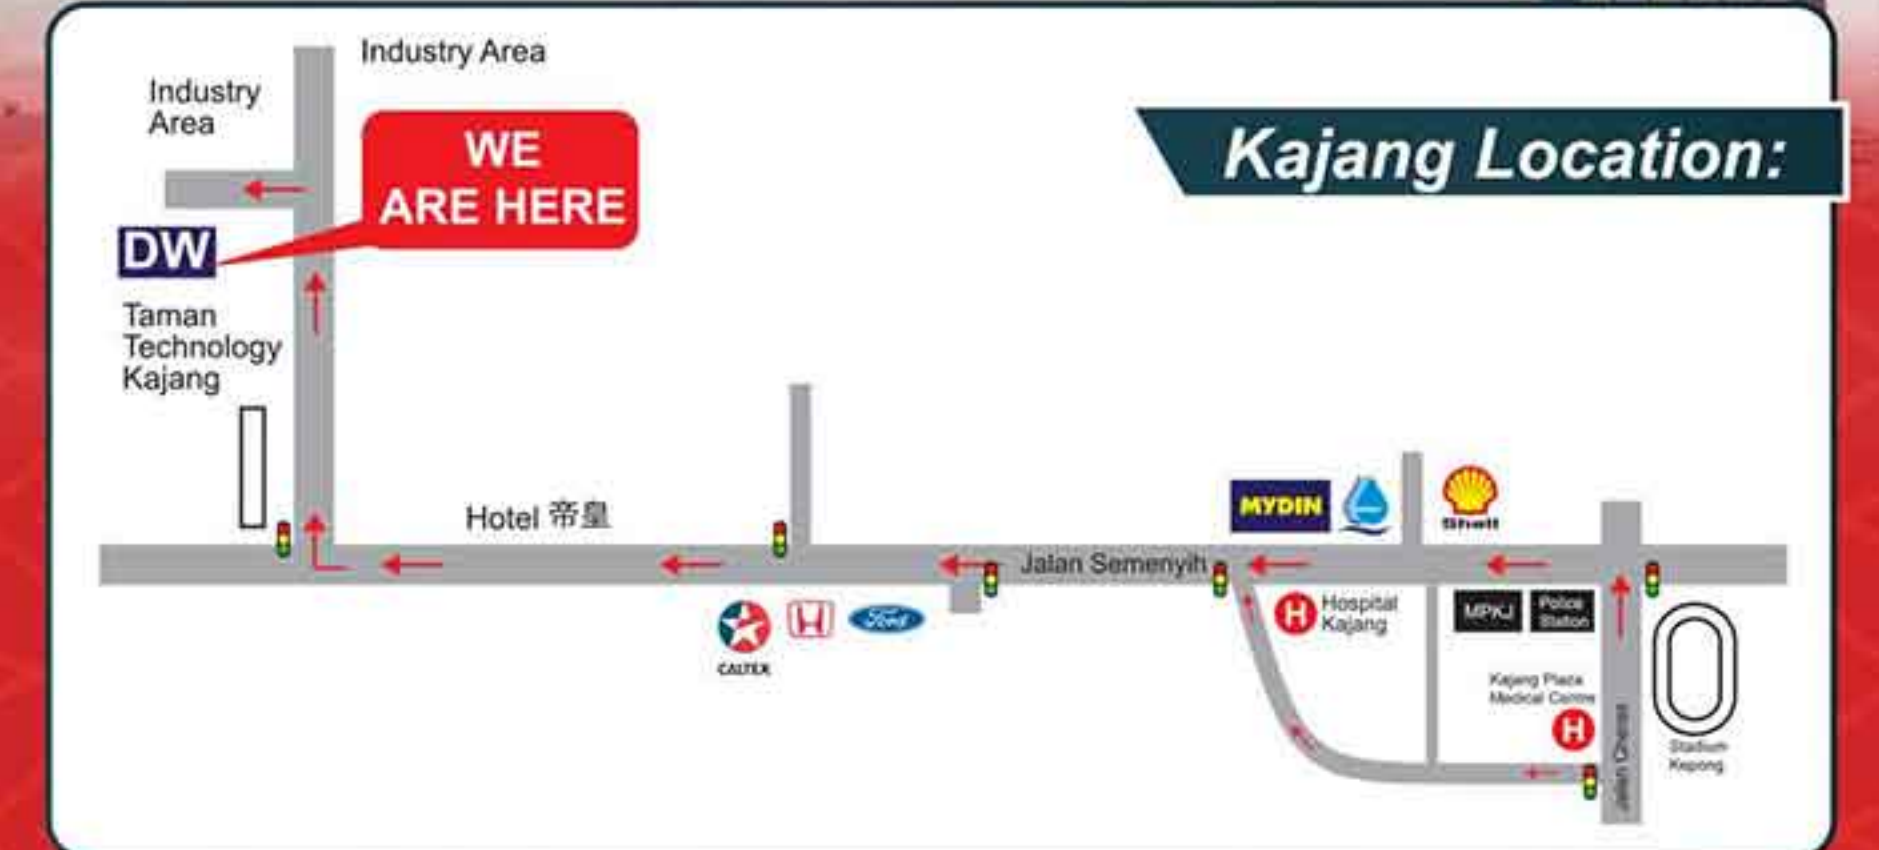 Industry Area
Industry
Area
WE
ARE HERE
Kajang Location:
DW
Taman
Technology
Kajang
Hotel 帝皇
MYDIN
Shell
Jalan Semenyih
CALTEX
H
Ford
H Hospital
Kajang
MPKJ
Police
Station
Kajang Plaza
Medical Centre
H
Jalan Cheras
Stadium
Kepong